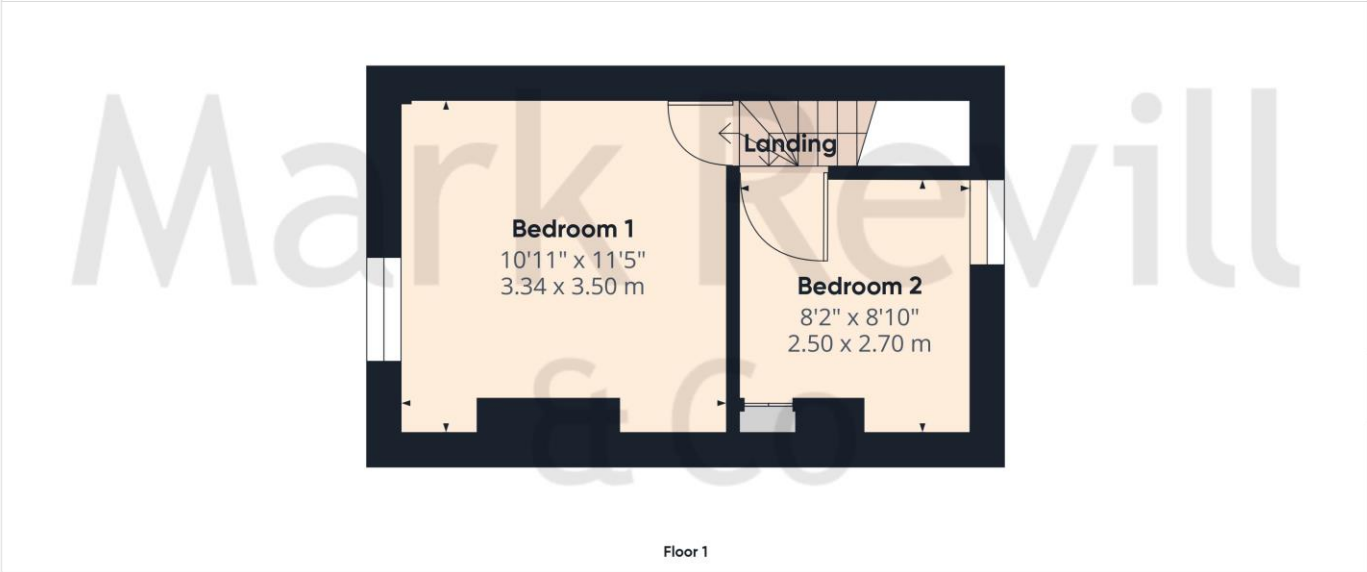 Mark Revill
& Co
Landing
Bedroom 1
10'11" x 11'5"
3.34 x 3.50 m
Bedroom 2
8'2" x 8'10"
2.50 x 2.70 m
Floor 1